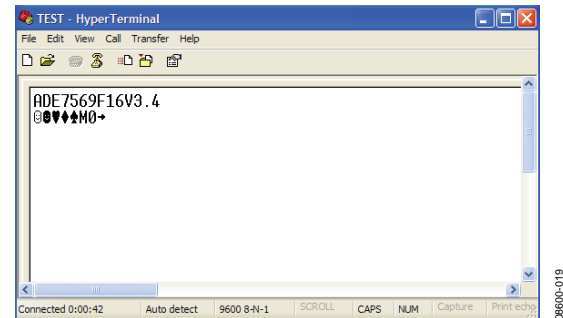 TEST - HyperTerminal
File Edit View Call Transfer Help
ADE7569F16V3.4
☺☻♥♦♠M0→
Connected 0:00:42 Auto detect 9600 8-N-1 SCROLL CAPS NUM Capture Print echo
08600-019